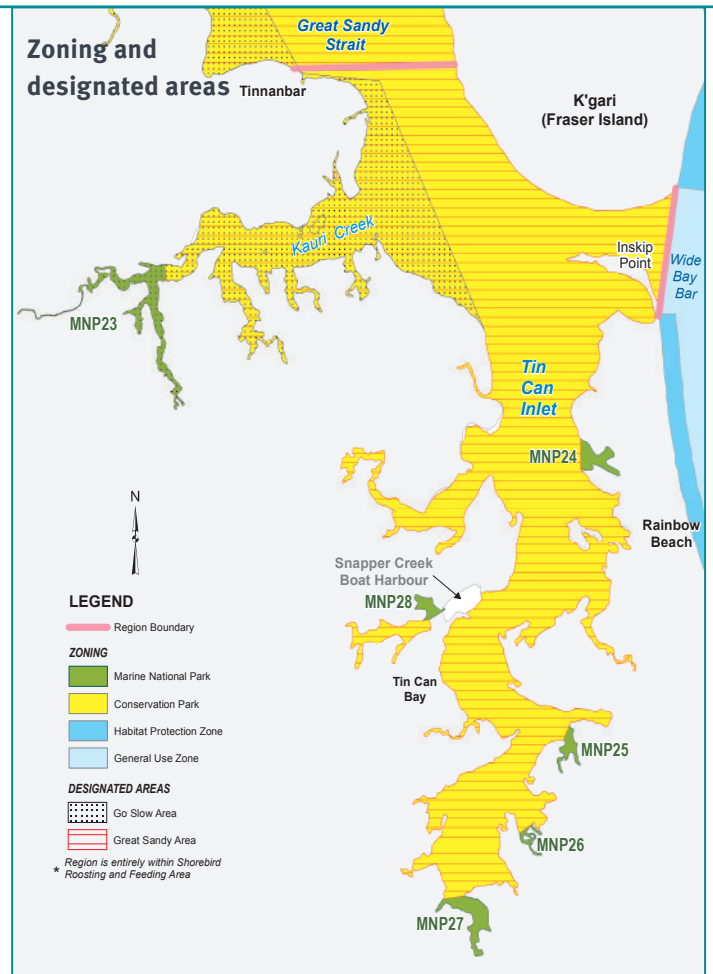 Zoning and
designated areas
Great Sandy
Strait
Tinnanbar
K'gari
(Fraser Island)
Kauri Creek
Inskip
Point
Wide
Bay
Bar
MNP23
Tin
Can
Inlet
MNP24
N
Rainbow
Beach
Snapper Creek
Boat Harbour
MNP28
Tin Can
Bay
MNP25
MNP26
MNP27
LEGEND
Region Boundary
ZONING
Marine National Park
Conservation Park
Habitat Protection Zone
General Use Zone
DESIGNATED AREAS
Go Slow Area
Great Sandy Area
* Region is entirely within Shorebird
Roosting and Feeding Area